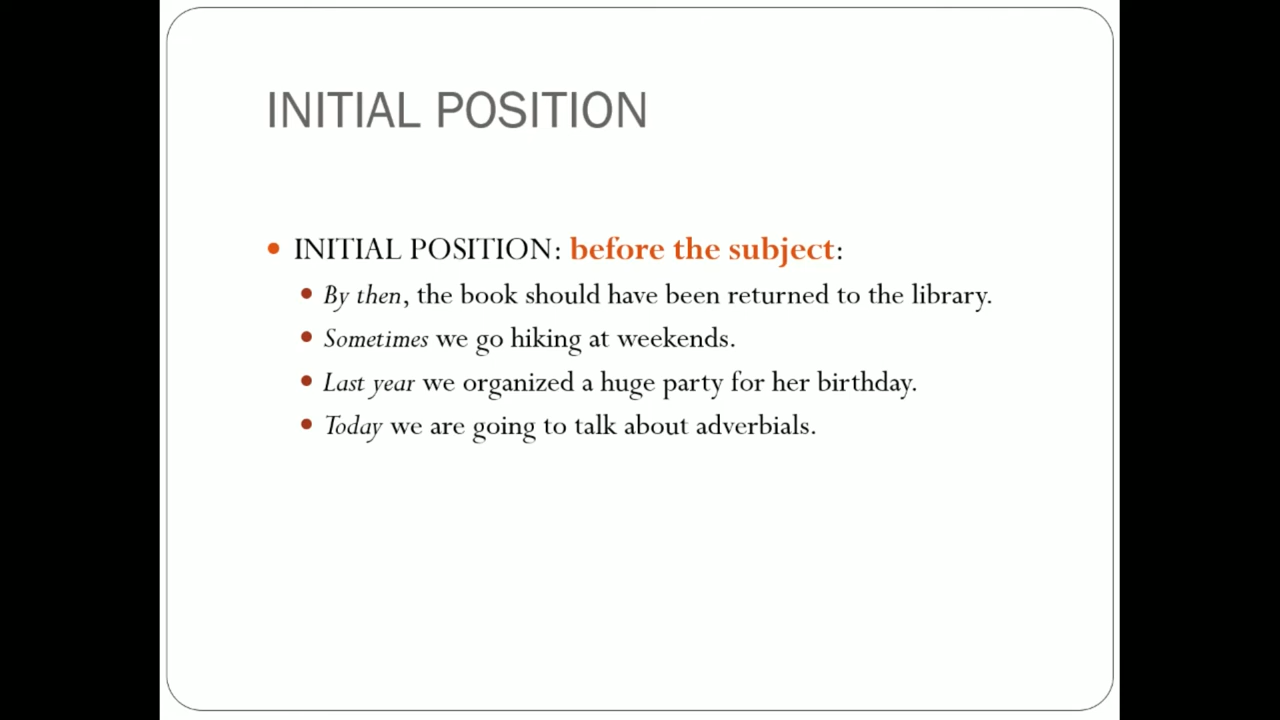 INITIAL POSITION
• INITIAL POSITION: before the subject:
• By then, the book should have been returned to the library.
• Sometimes we go hiking at weekends.
• Last year we organized a huge party for her birthday.
• Today we are going to talk about adverbials.